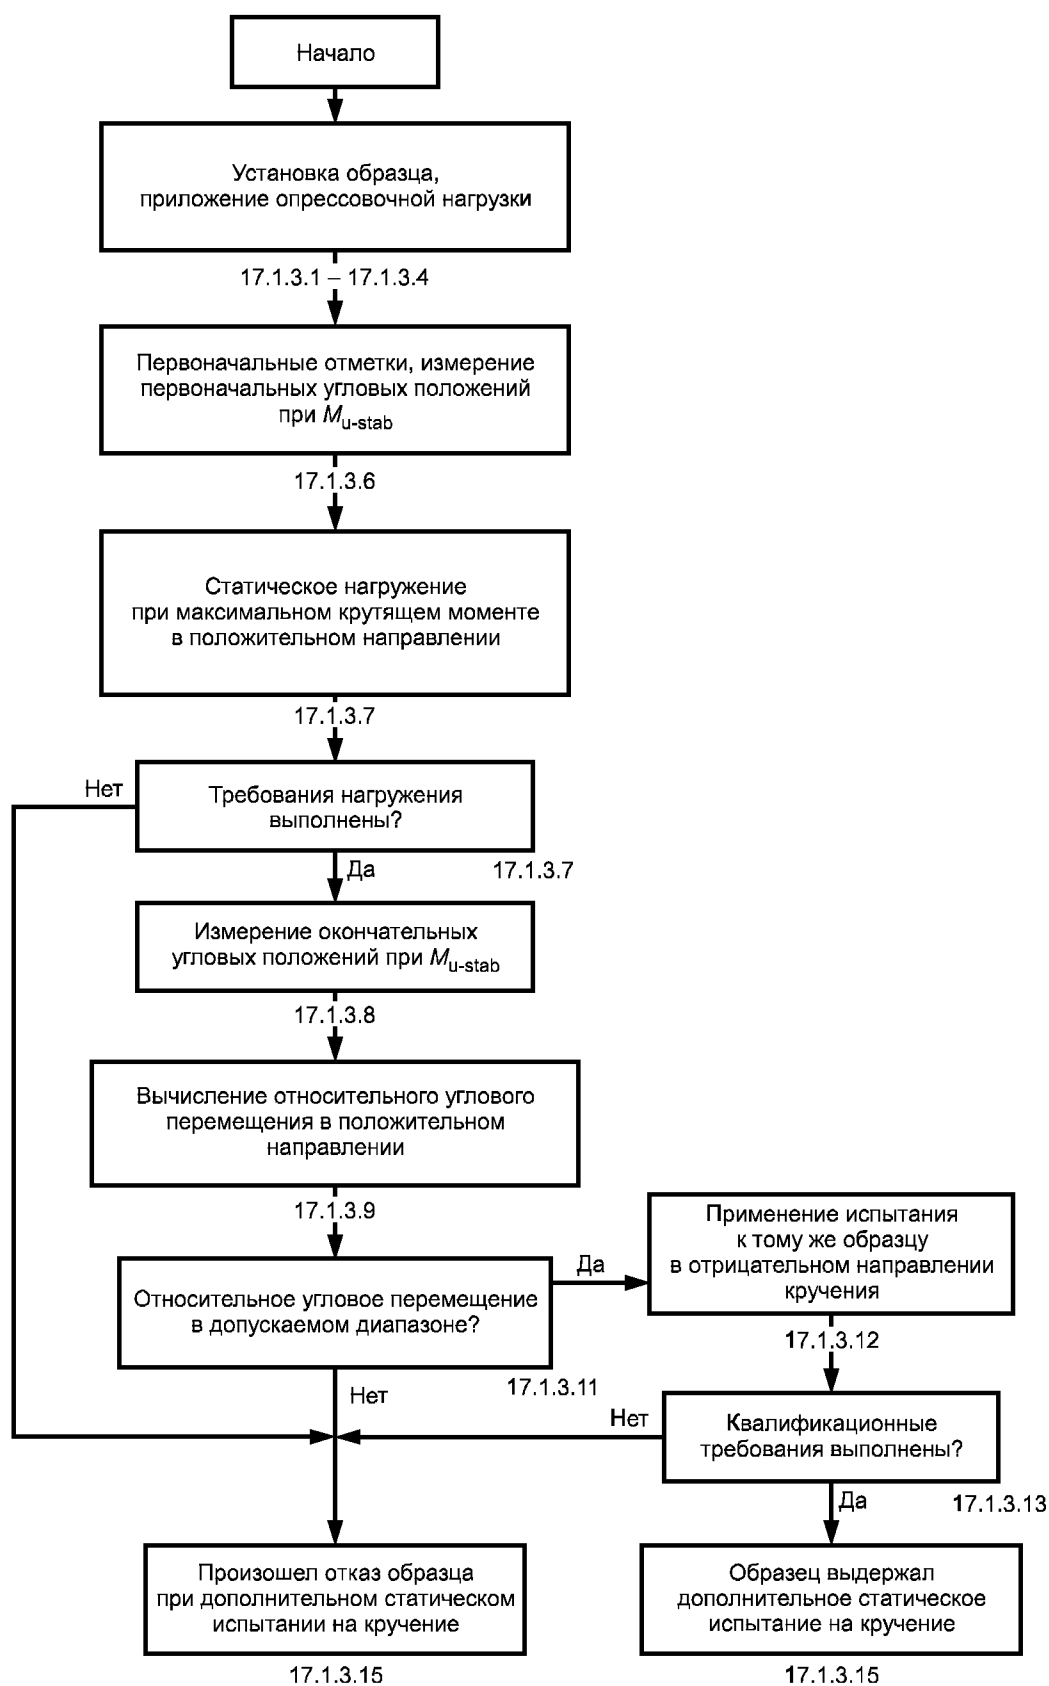 Начало
Установка образца,
приложение опрессовочной нагрузки
17.1.3.1 – 17.1.3.4
Первоначальные отметки, измерение
первоначальных угловых положений
при Mu-stab
17.1.3.6
Статическое нагружение
при максимальном крутящем моменте
в положительном направлении
17.1.3.7
Нет
Требования нагружения
выполнены?
Да
17.1.3.7
Измерение окончательных
угловых положений при Mu-stab
17.1.3.8
Вычисление относительного углового
перемещения в положительном
направлении
17.1.3.9
Относительное угловое перемещение
в допускаемом диапазоне?
Да
Нет
17.1.3.11
Применение испытания
к тому же образцу
в отрицательном направлении
кручения
17.1.3.12
Нет
Квалификационные
требования выполнены?
Да
17.1.3.13
Произошел отказ образца
при дополнительном статическом
испытании на кручение
17.1.3.15
Образец выдержал
дополнительное статическое
испытание на кручение
17.1.3.15